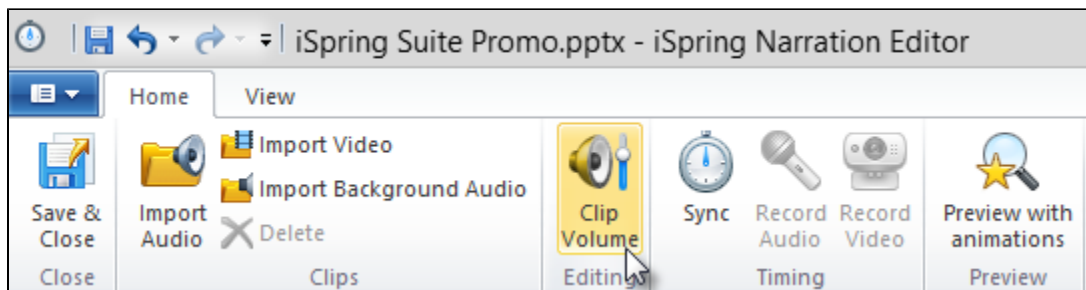 iSpring Suite Promo.pptx - iSpring Narration Editor
Home View
Import Video
Import Background Audio
Delete
Save &
Close
Import
Audio
Clip
Volume
Sync
Record
Audio
Record
Video
Preview with
animations
Close Clips Editing Timing Preview